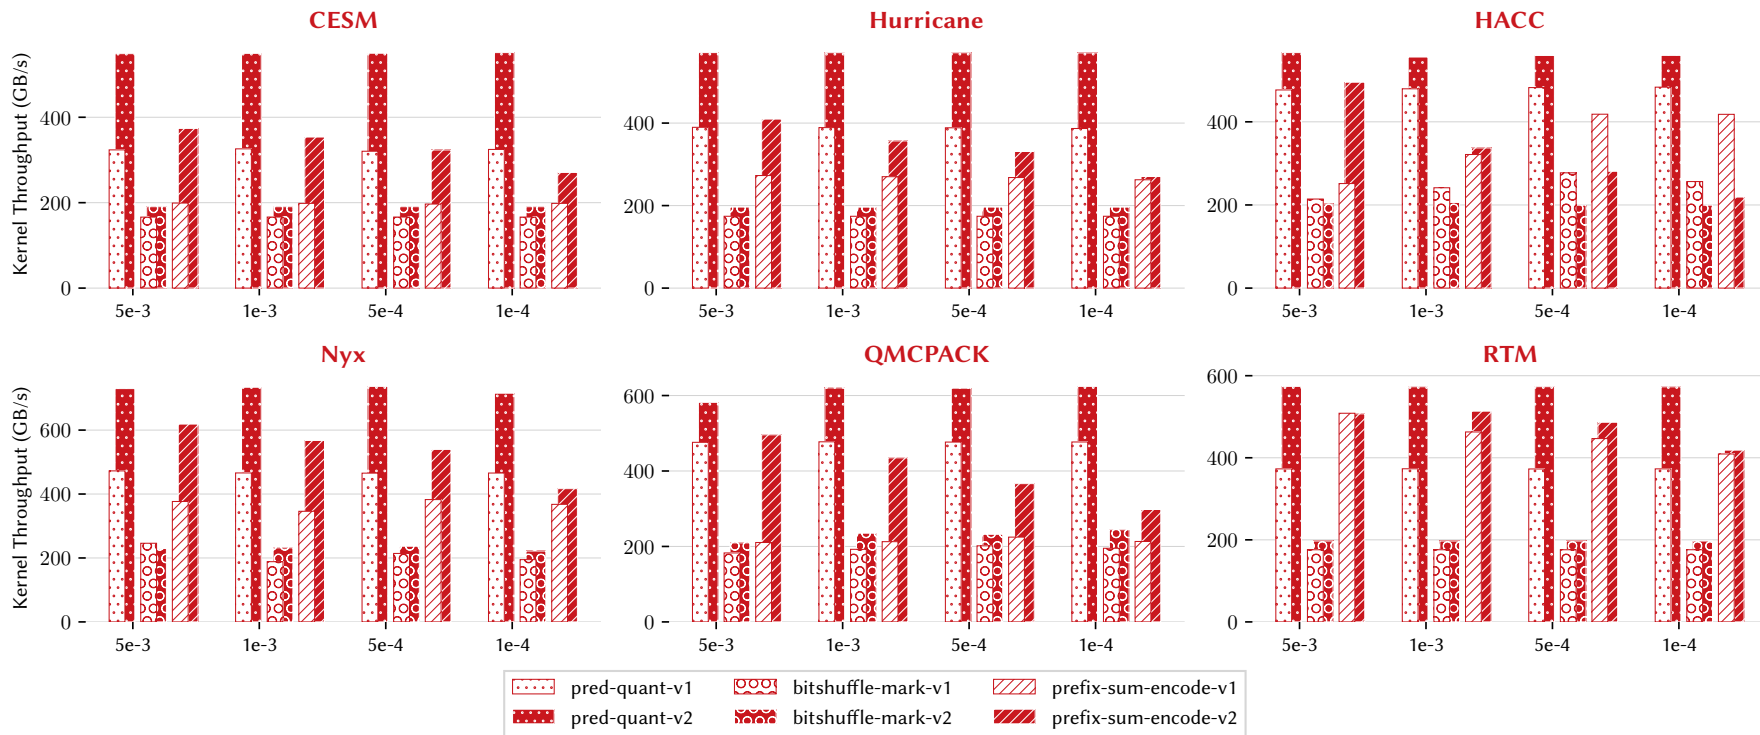 CESM
Hurricane
HACC
Kernel Throughput (GB/s)
400
200
0
5e-3
1e-3
5e-4
1e-4
400
200
0
5e-3
1e-3
5e-4
1e-4
400
200
0
5e-3
1e-3
5e-4
1e-4
Nyx
QMCPACK
RTM
Kernel Throughput (GB/s)
600
400
200
0
5e-3
1e-3
5e-4
1e-4
600
400
200
0
5e-3
1e-3
5e-4
1e-4
600
400
200
0
5e-3
1e-3
5e-4
1e-4
pred-quant-v1
bitshuffle-mark-v1
prefix-sum-encode-v1
pred-quant-v2
bitshuffle-mark-v2
prefix-sum-encode-v2